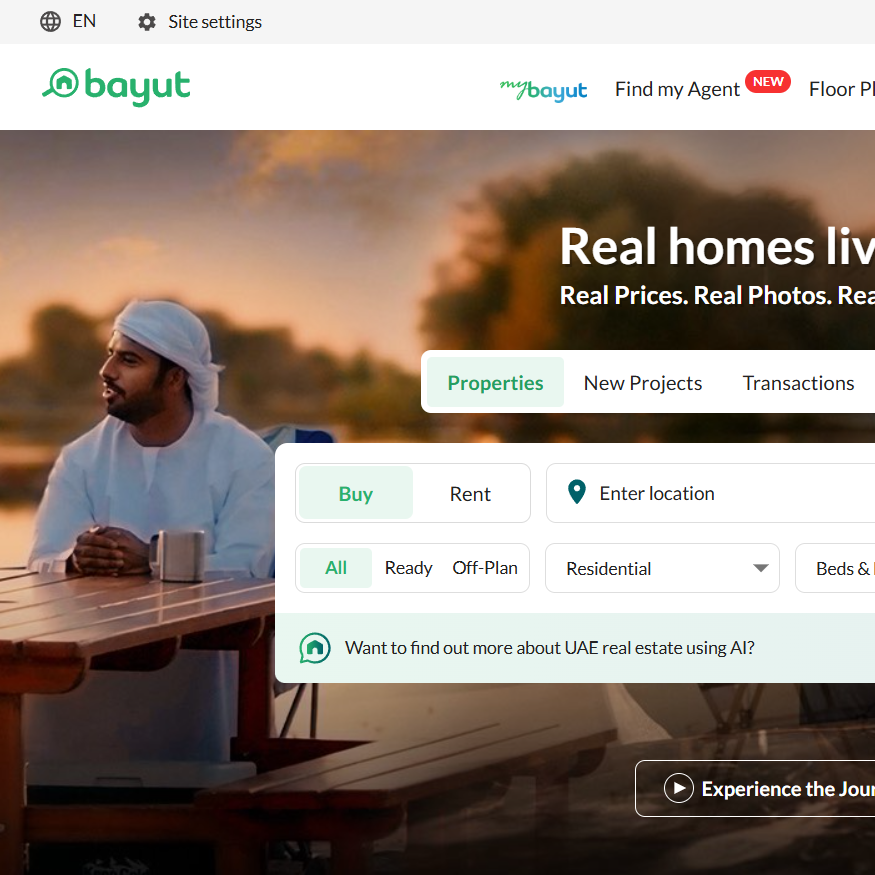 EN Site settings
bayut
mybayut Find my Agent NEW Floor Pl
Real homes liv
Real Prices. Real Photos. Rea
Properties New Projects Transactions
Buy Rent Enter location
All Ready Off-Plan Residential Beds &
Want to find out more about UAE real estate using AI?
Experience the Jour